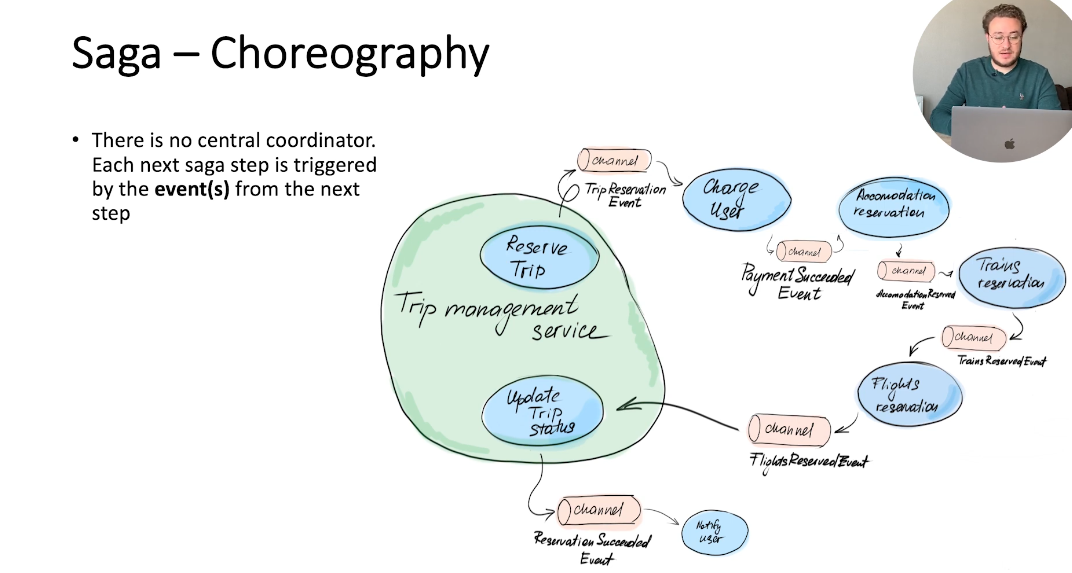 Saga – Choreography
• There is no central coordinator.
Each next saga step is triggered
by the event(s) from the next
step
channel
Trip Reservation
Event
Charge
User
Accomodation
reservation
channel
Payment Succeeded
Event
channel
Accomodation Reserved
Event
Trains
reservation
channel
Trains Reserved Event
Flights
reservation
channel
Flights Reserved Event
Reserve
Trip
Trip management
service
Update
Trip
Status
channel
Reservation Succeeded
Event
Notify
user